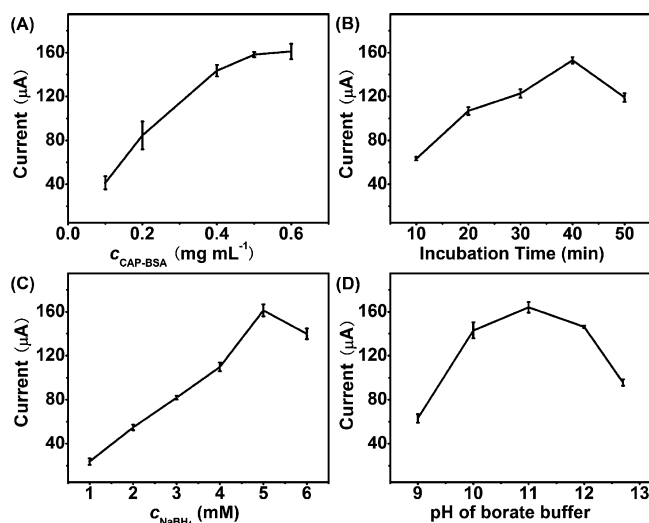 (A)
160
120
80
40
Current (μA)
0.0 0.2 0.4 0.6
c CAP-BSA (mg mL⁻¹)
(B)
160
120
80
40
Current (μA)
10 20 30 40 50
Incubation Time (min)
(C)
160
120
80
40
Current (μA)
1 2 3 4 5 6
c NaBH₄ (mM)
(D)
160
120
80
40
Current (μA)
9 10 11 12 13
pH of borate buffer